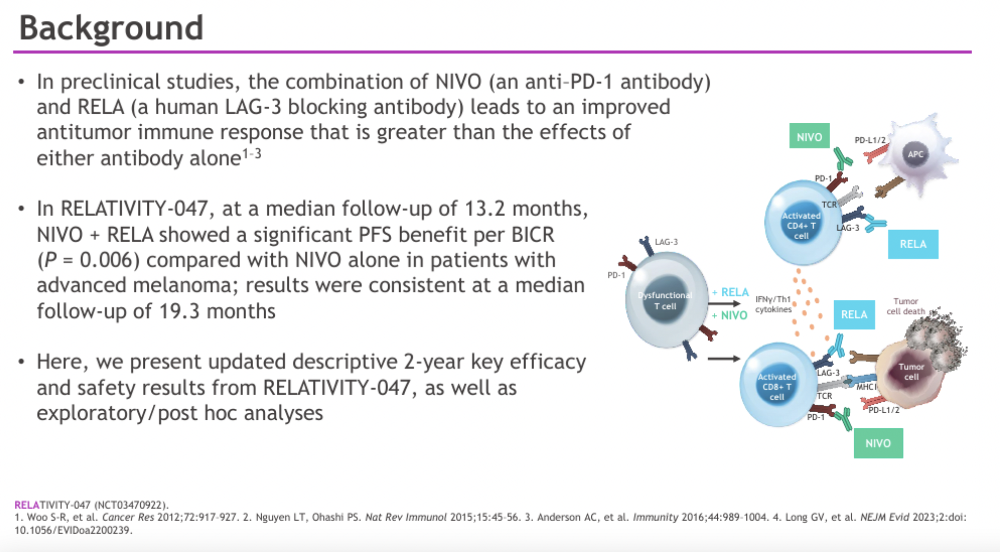 Background
• In preclinical studies, the combination of NIVO (an anti-PD-1 antibody)
and RELA (a human LAG-3 blocking antibody) leads to an improved
antitumor immune response that is greater than the effects of
either antibody alone1-3
• In RELATIVITY-047, at a median follow-up of 13.2 months,
NIVO + RELA showed a significant PFS benefit per BICR
(P = 0.006) compared with NIVO alone in patients with
advanced melanoma; results were consistent at a median
follow-up of 19.3 months
• Here, we present updated descriptive 2-year key efficacy
and safety results from RELATIVITY-047, as well as
exploratory/post hoc analyses
NIVO
PD-L1/2
APC
PD-1
TCR
Activated
CD4+ T
cell
LAG-3
RELA
LAG-3
PD-1
Dysfunctional
T cell
+ RELA
+ NIVO
IFNγ/Th1
cytokines
RELA
Tumor
cell death
Activated
CD8+ T
cell
LAG-3
MHCI
TCR
PD-1
PD-L1/2
Tumor
cell
NIVO
RELATIVITY-047 (NCT03470922).
1. Woo S-R, et al. Cancer Res 2012;72:917-927. 2. Nguyen LT, Ohashi PS. Nat Rev Immunol 2015;15:45-56. 3. Anderson AC, et al. Immunity 2016;44:989-1004. 4. Long GV, et al. NEJM Evid 2023;2:doi:
10.1056/EVIDoa2200239.